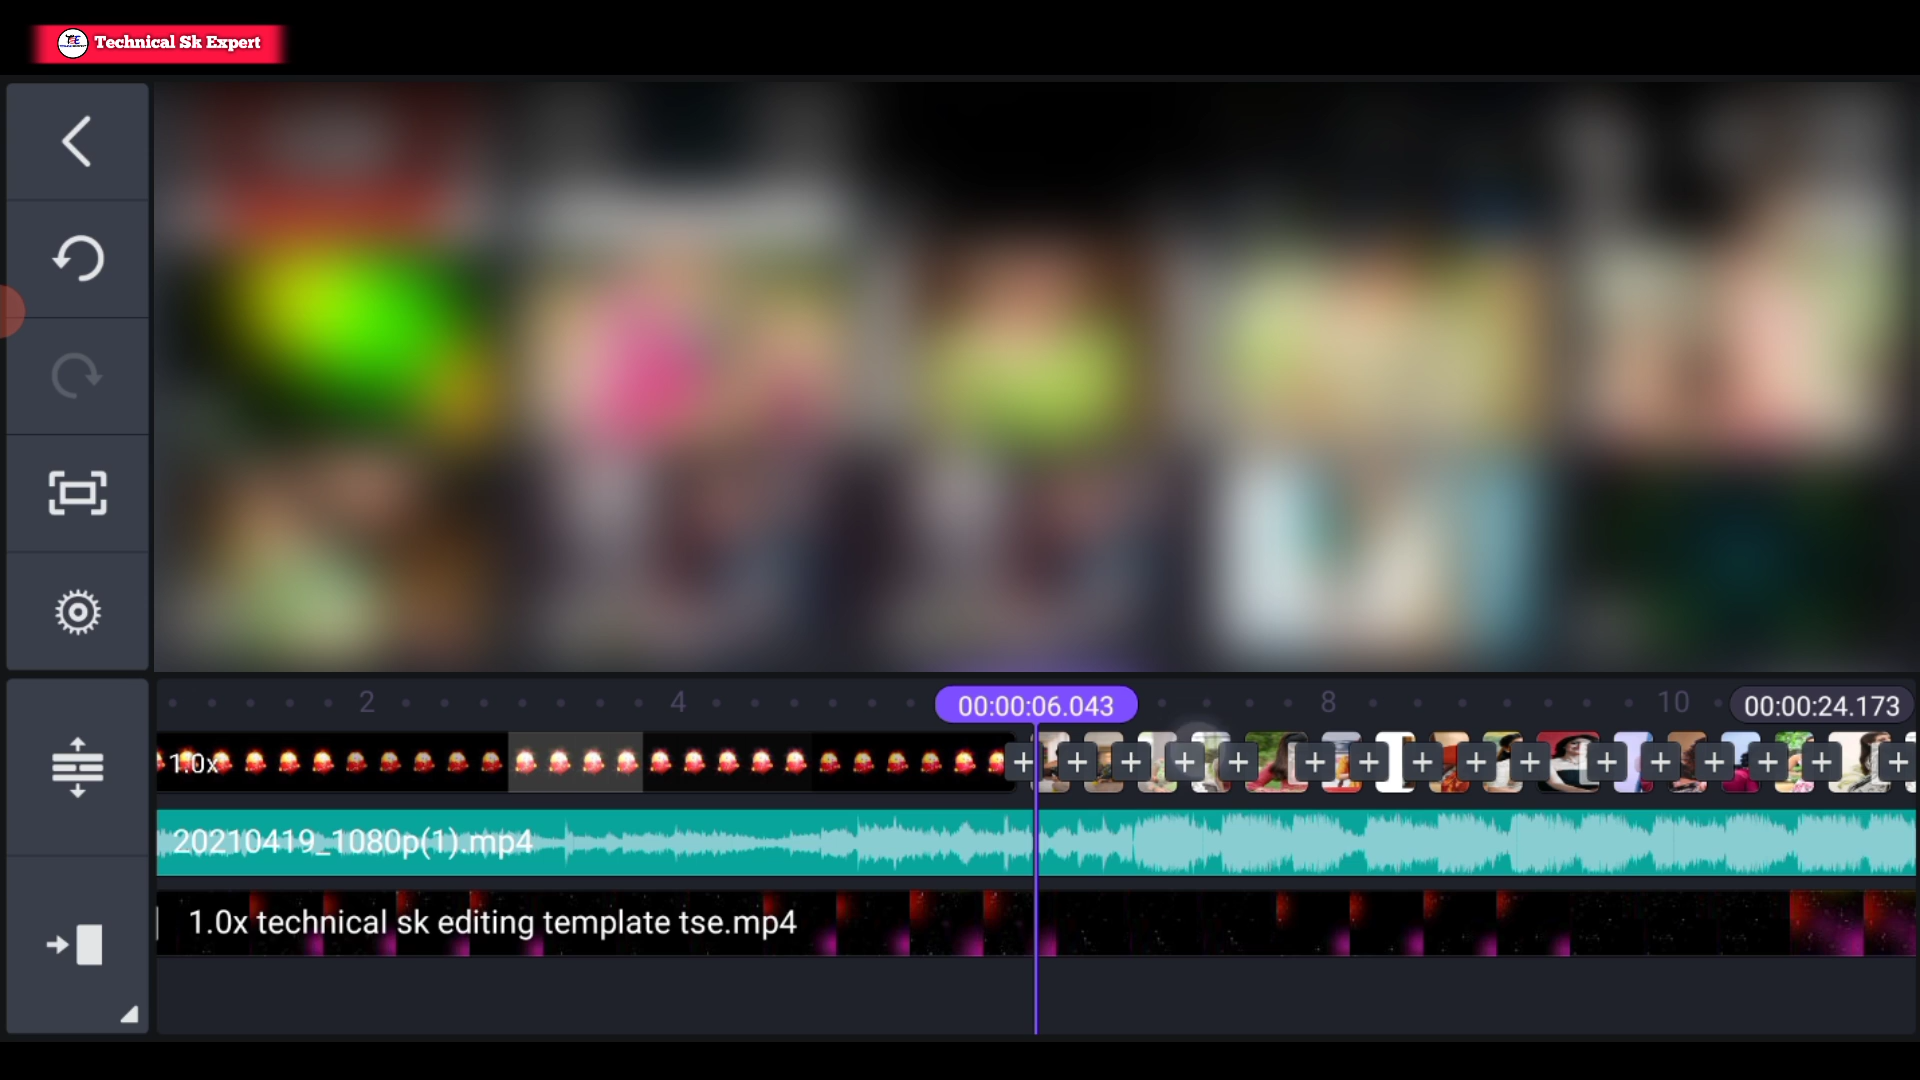 Technical Sk Expert
2
4
00:00:06.043
8
10
00:00:24.173
1.0x
20210419_1080p(1).mp4
1.0x technical sk editing template tse.mp4